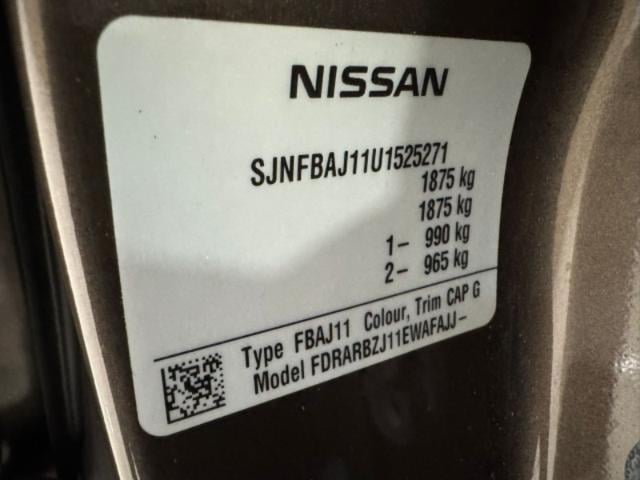 NISSAN
SJNFBAJ11U1525271
1875 kg
1875 kg
1– 990 kg
2– 965 kg
Type FBAJ11 Colour, Trim CAP G
Model FDRARBZJ11EWAFAJJ–